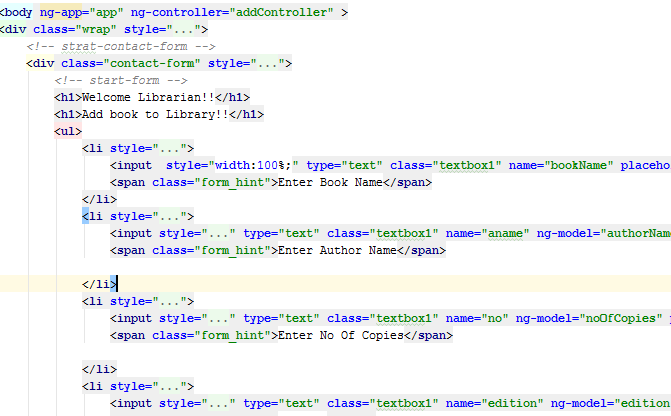 <body ng-app="app" ng-controller="addController" >
<div class="wrap" style="...">
<!-- strat-contact-form -->
<div class="contact-form" style="...">
<!-- start-form -->
<h1>Welcome Librarian!!</h1>
<h1>Add book to Library!!</h1>
<ul>
<li style="...">
<input  style="width:100%;" type="text" class="textbox1" name="bookName" placeho
<span class="form_hint">Enter Book Name</span>
</li>
<li style="...">
<input style="..." type="text" class="textbox1" name="aname" ng-model="authorNam
<span class="form_hint">Enter Author Name</span>
</li>
<li style="...">
<input style="..." type="text" class="textbox1" name="no" ng-model="noOfCopies" p
<span class="form_hint">Enter No Of Copies</span>
</li>
<li style="...">
<input style="..." type="text" class="textbox1" name="edition" ng-model="edition